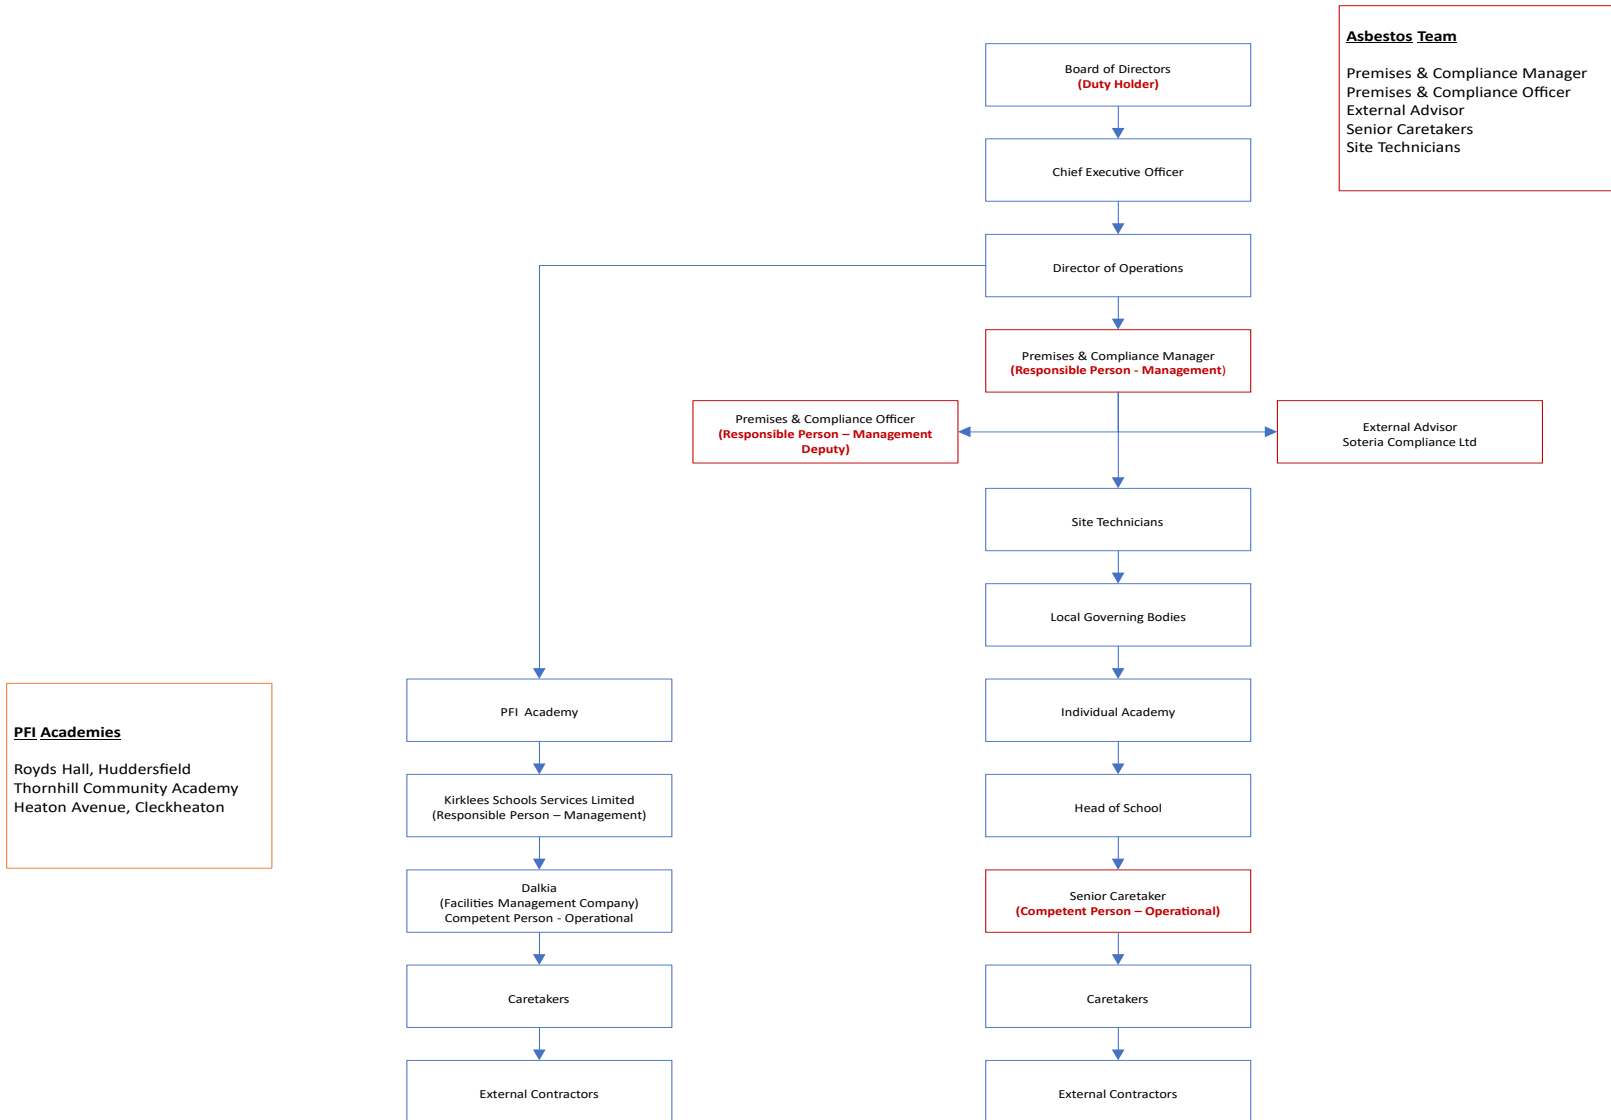 Asbestos Team
Premises & Compliance Manager
Premises & Compliance Officer
External Advisor
Senior Caretakers
Site Technicians
Board of Directors
(Duty Holder)
Chief Executive Officer
Director of Operations
Premises & Compliance Manager
(Responsible Person - Management)
Premises & Compliance Officer
(Responsible Person – Management
Deputy)
External Advisor
Soteria Compliance Ltd
Site Technicians
Local Governing Bodies
PFI Academy
Individual Academy
PFI Academies
Royds Hall, Huddersfield
Thornhill Community Academy
Heaton Avenue, Cleckheaton
Kirklees Schools Services Limited
(Responsible Person – Management)
Head of School
Dalkia
(Facilities Management Company)
Competent Person - Operational
Senior Caretaker
(Competent Person – Operational)
Caretakers
Caretakers
External Contractors
External Contractors